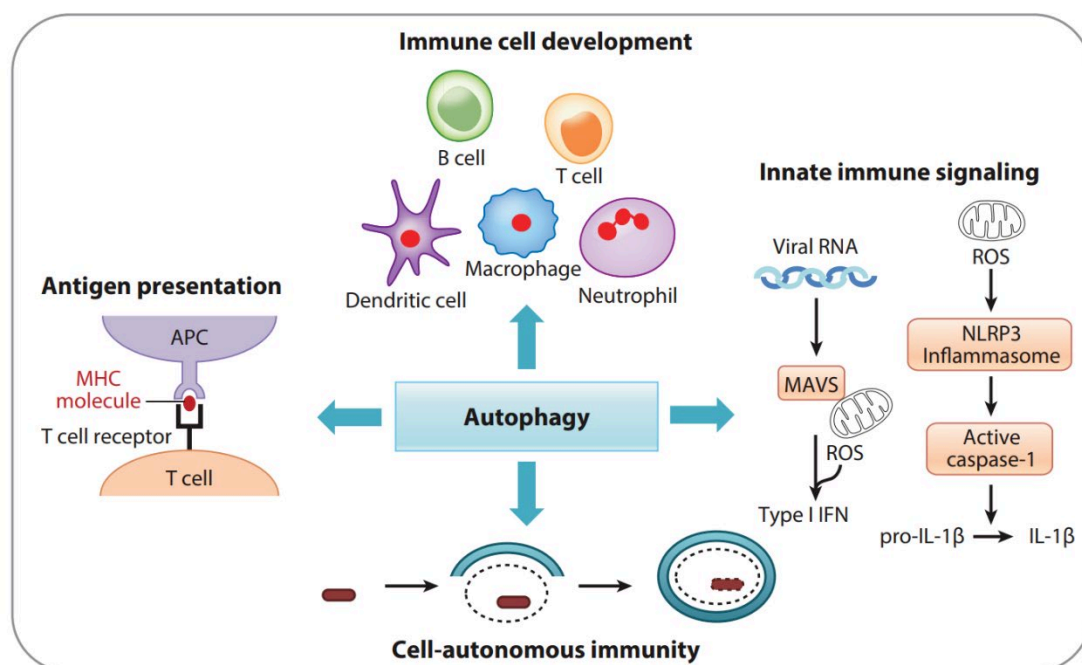 Immune cell development
B cell
T cell
Dendritic cell
Macrophage
Neutrophil
Antigen presentation
APC
MHC
molecule
T cell receptor
T cell
Autophagy
Innate immune signaling
Viral RNA
MAVS
ROS
Type I IFN
ROS
NLRP3
Inflammasome
Active
caspase-1
pro-IL-1β
IL-1β
Cell-autonomous immunity